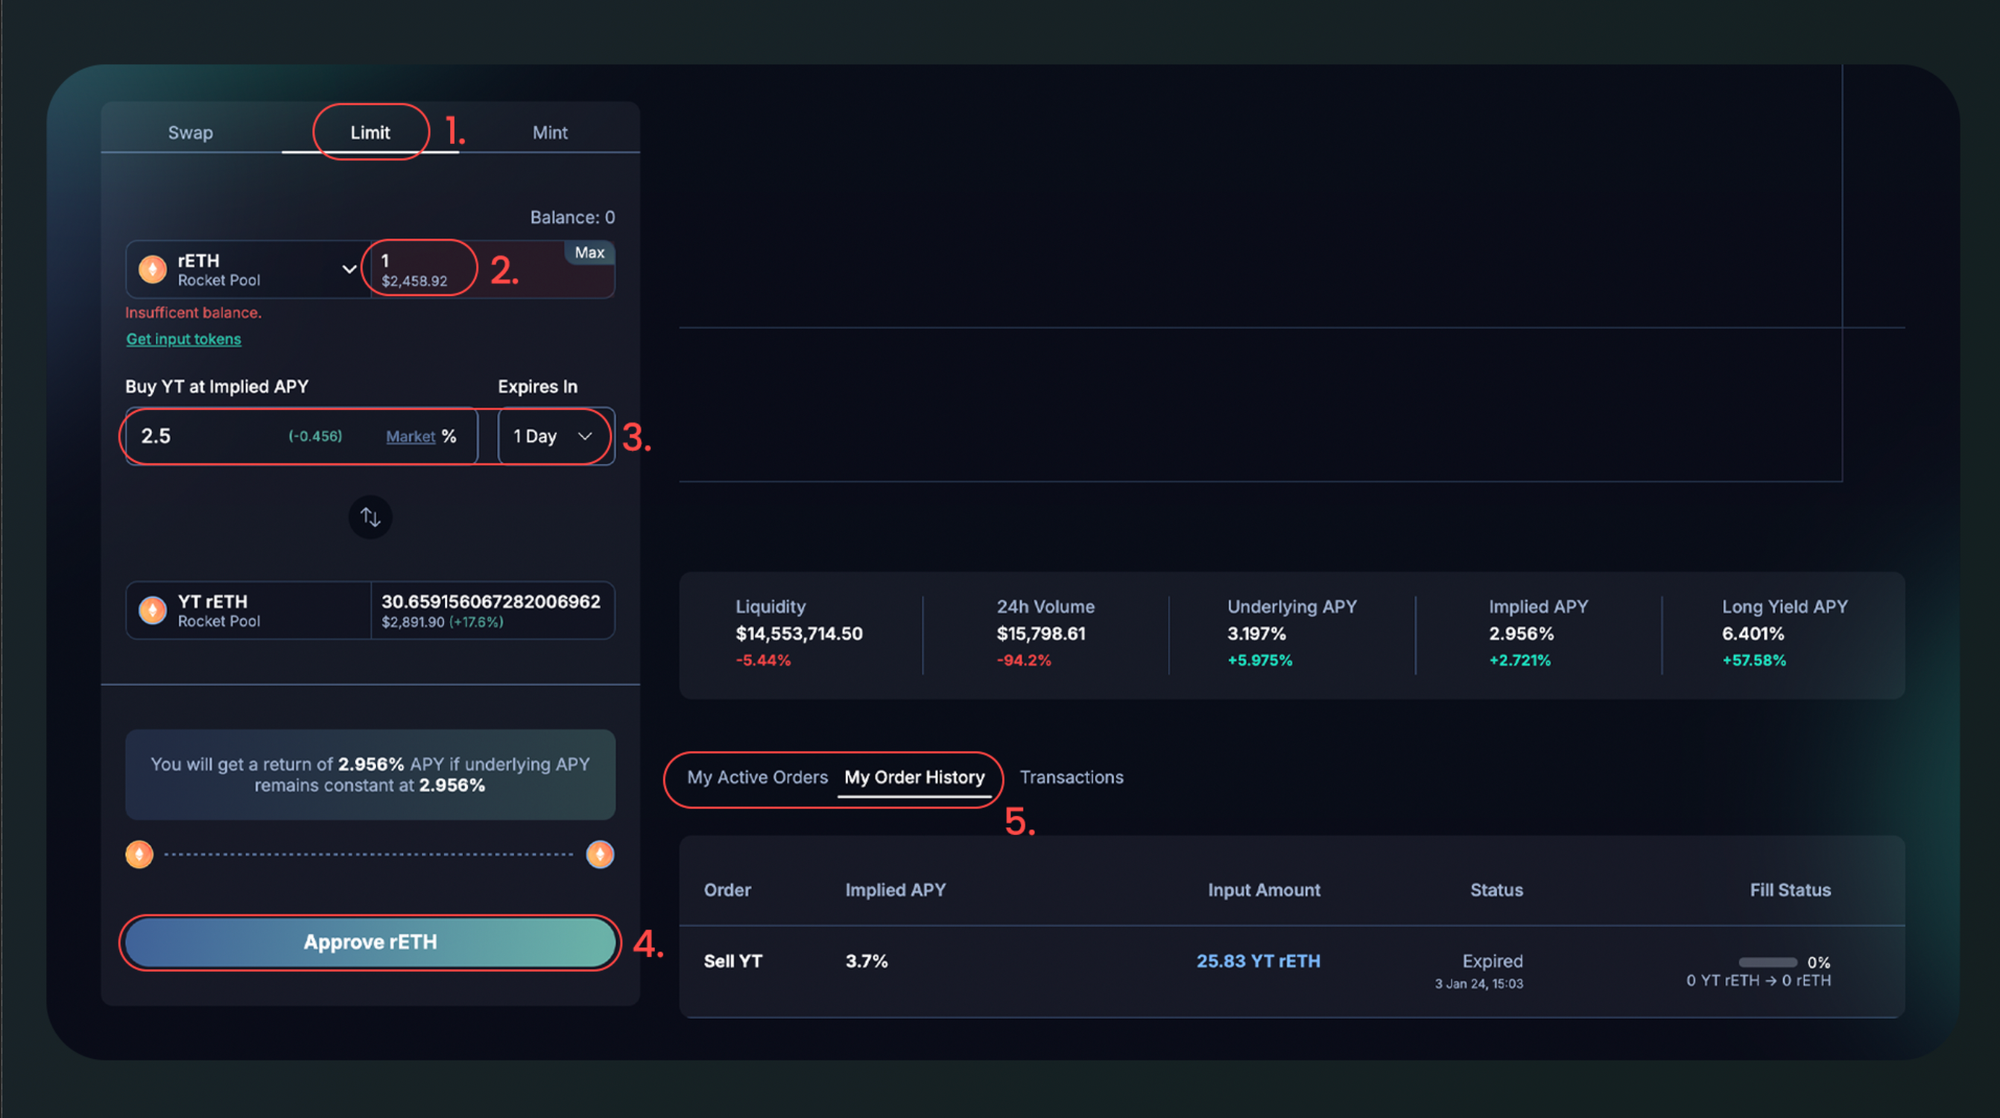 Swap
Limit
1.
Mint
Balance: 0
rETH
Rocket Pool
1
$2,458.92
2.
Max
Insufficent balance.
Get input tokens
Buy YT at Implied APY
Expires In
2.5 (-0.456) Market %
1 Day
3.
YT rETH
Rocket Pool
30.659156067282006962
$2,891.90 (+17.6%)
You will get a return of 2.956% APY if underlying APY
remains constant at 2.956%
Approve rETH
4.
Liquidity
$14,553,714.50
-5.44%
24h Volume
$15,798.61
-94.2%
Underlying APY
3.197%
+5.975%
Implied APY
2.956%
+2.721%
Long Yield APY
6.401%
+57.58%
My Active Orders
My Order History
Transactions
5.
Order
Implied APY
Input Amount
Status
Fill Status
Sell YT
3.7%
25.83 YT rETH
Expired
3 Jan 24, 15:03
0%
0 YT rETH → 0 rETH